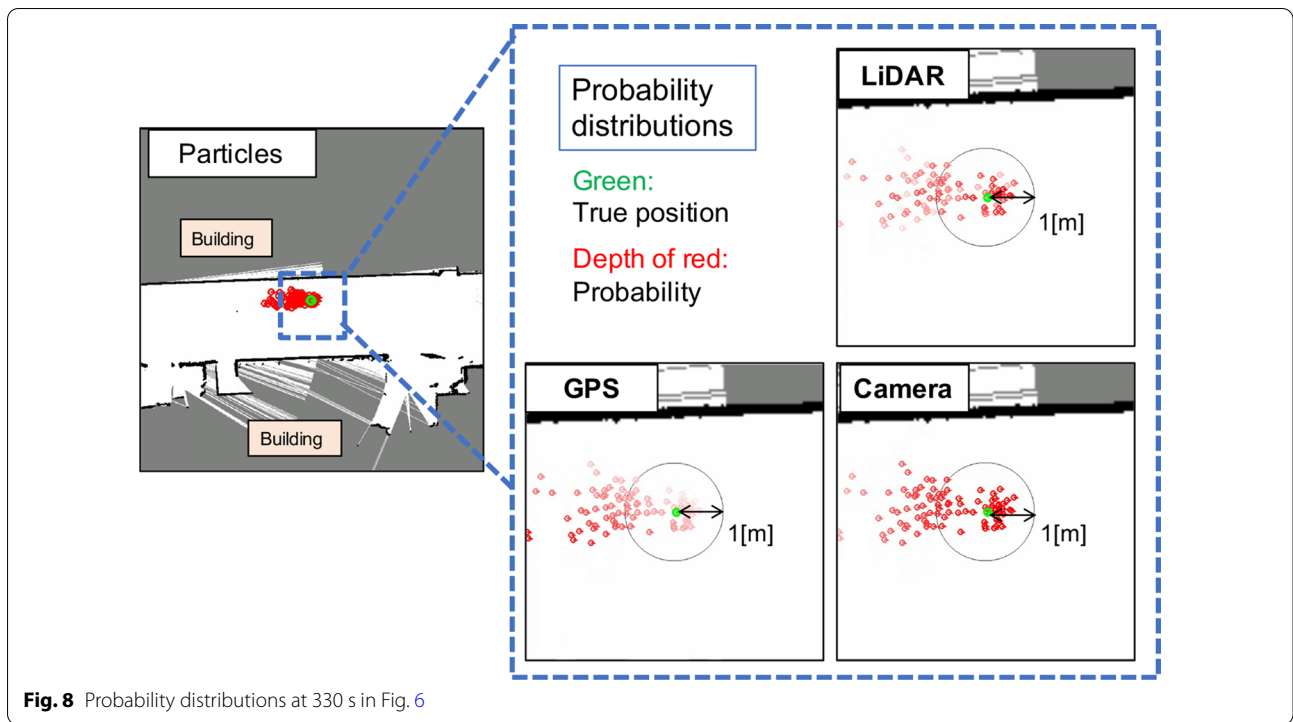 Particles
Building
Building
Probability
distributions
Green:
True position
Depth of red:
Probability
LiDAR
1[m]
GPS
1[m]
Camera
1[m]
Fig. 8 Probability distributions at 330 s in Fig. 6